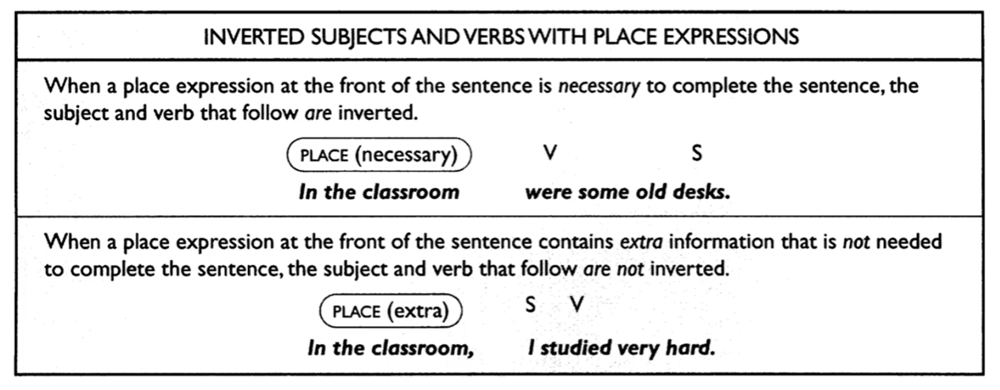 INVERTED SUBJECTS AND VERBS WITH PLACE EXPRESSIONS
When a place expression at the front of the sentence is necessary to complete the sentence, the
subject and verb that follow are inverted.
PLACE (necessary) V S
In the classroom were some old desks.
When a place expression at the front of the sentence contains extra information that is not needed
to complete the sentence, the subject and verb that follow are not inverted.
PLACE (extra) S V
In the classroom, I studied very hard.